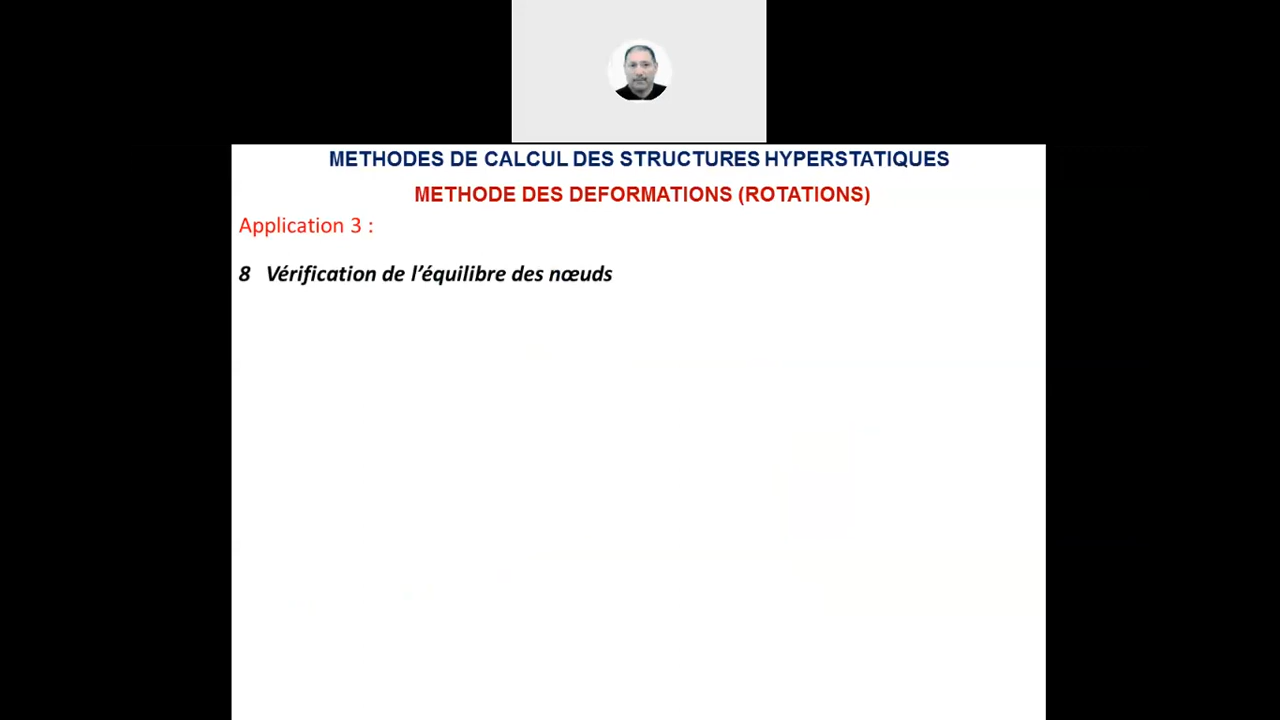 METHODES DE CALCUL DES STRUCTURES HYPERSTATIQUES
METHODE DES DEFORMATIONS (ROTATIONS)
Application 3 :
8 Vérification de l’équilibre des nœuds